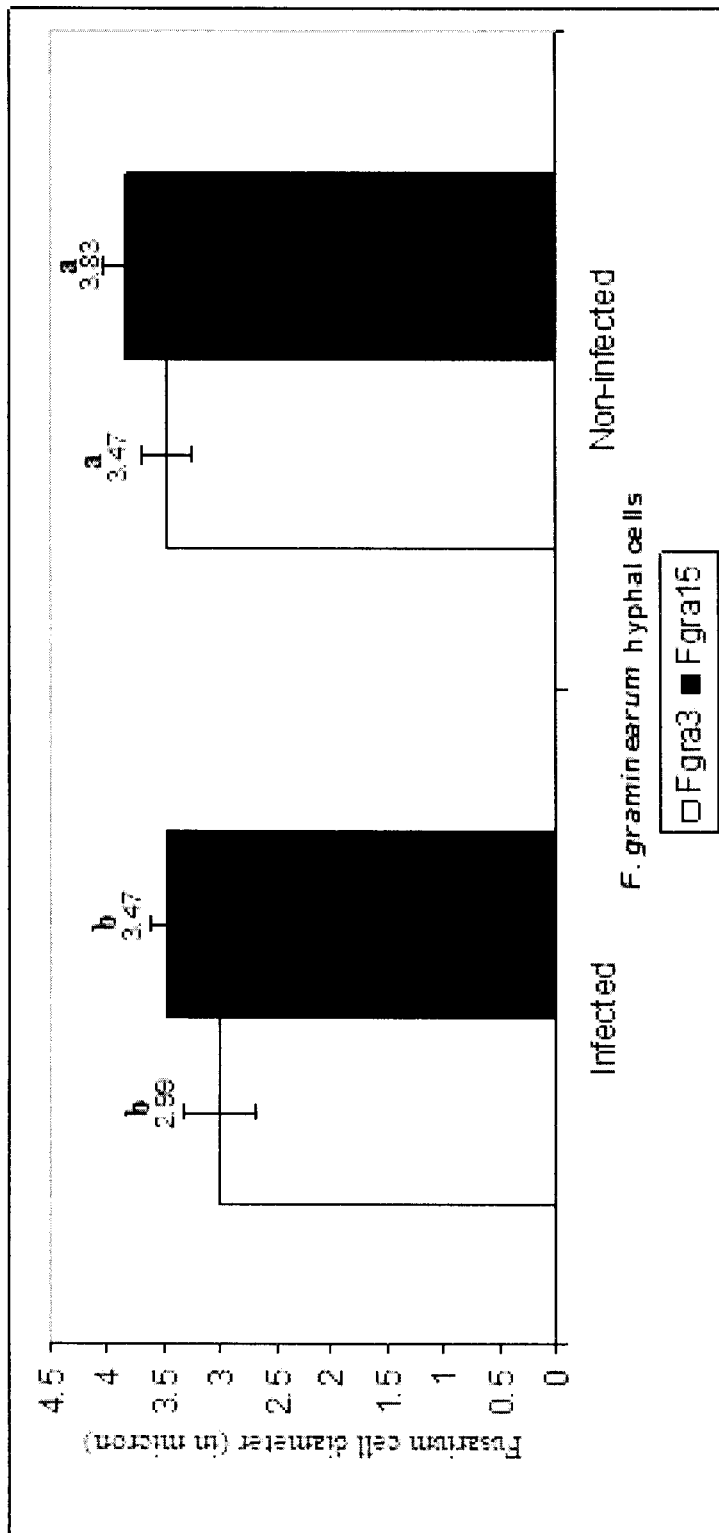 Fusarium cell diameter (in micron)
4.5
4
3.5
3
2.5
2
1.5
1
0.5
0
b
2.99
b
3.47
a
3.47
a
3.83
Infected
Non-infected
F. graminearum hyphal cells
Fgra3 Fgra15